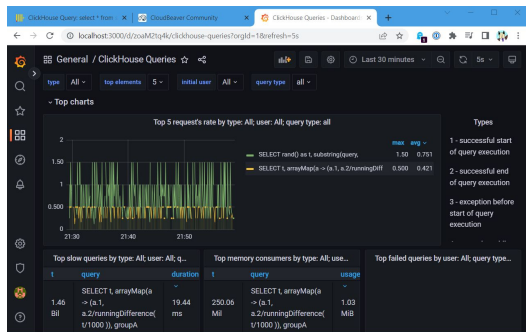 ClickHouse Query: select * from
CloudBeaver Community
ClickHouse Queries - Dashboards
localhost:3000/d/zoaM2tq4k/clickhouse-queries?orgId=1&refresh=5s
General / ClickHouse Queries
Last 30 minutes
5s
type All top elements 5 initial user All query type all
Top charts
Top 5 request's rate by type: All; user: All; query type: all
2
1.50
1
0.500
0
21:30 21:40 21:50
max avg
SELECT rand() as t, substring(query, 1.50 0.751
SELECT t, arrayMap(a -> (a.1, a.2/runningDiff 0.500 0.421
Types
1 - successful start
of query execution
2 - successful end
of query execution
3 - exception before
start of query
execution
Top slow queries by type: All; user: All; q...
t query duration
1.46 Bil
SELECT t, arrayMap(a
-> (a.1,
a.2/runningDifference(
t/1000 )), groupA
19.44 ms
Top memory consumers by type: All; use...
t query usage
250.06 Mil
SELECT t, arrayMap(a
-> (a.1,
a.2/runningDifference(
t/1000 )), groupA
1.03 MiB
Top failed queries by user: All; query type...